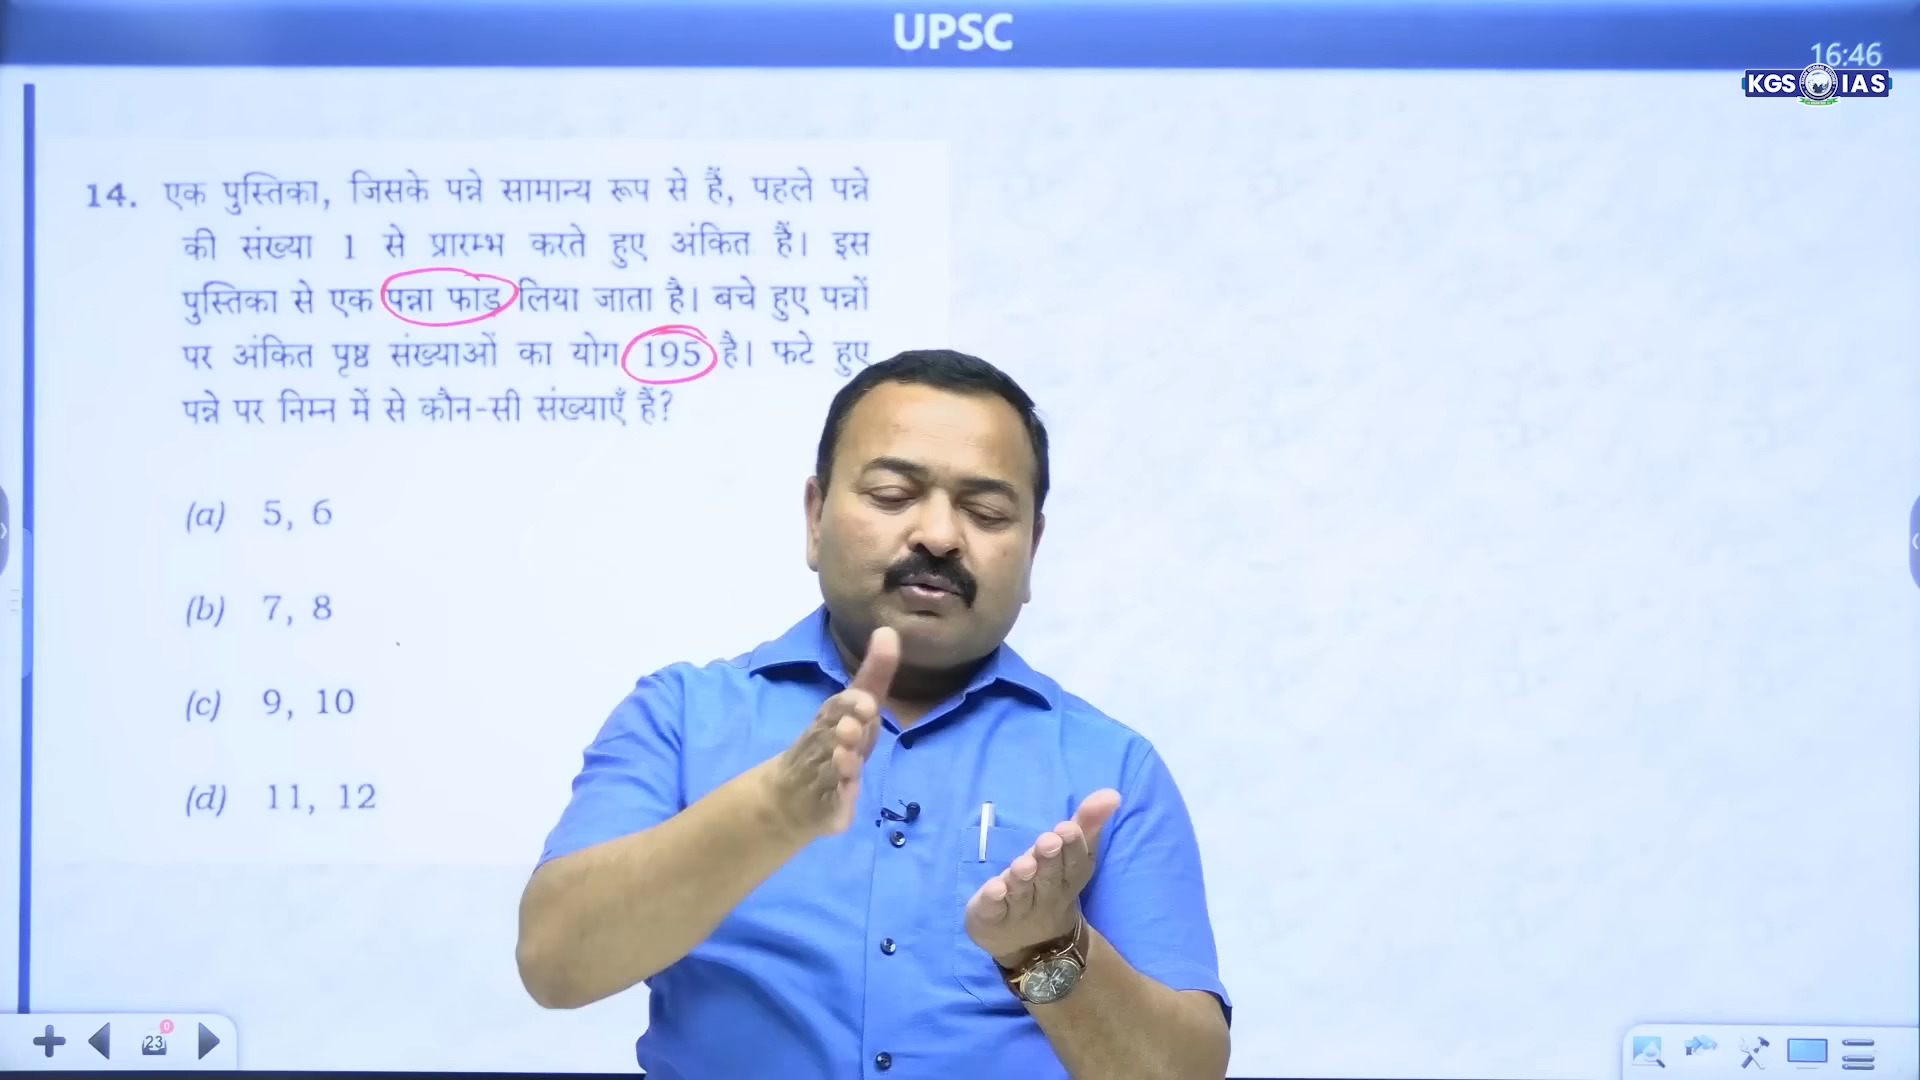 UPSC
16:46
KGS IAS
14. एक पुस्तिका, जिसके पन्ने सामान्य रूप से हैं, पहले पन्ने
की संख्या 1 से प्रारम्भ करते हुए अंकित हैं। इस
पुस्तिका से एक पन्ना फाड़ लिया जाता है। बचे हुए पन्नों
पर अंकित पृष्ठ संख्याओं का योग 195 है। फटे हुए
पन्ने पर निम्न में से कौन-सी संख्याएँ हैं?
(a) 5, 6
(b) 7, 8
(c) 9, 10
(d) 11, 12
23
0